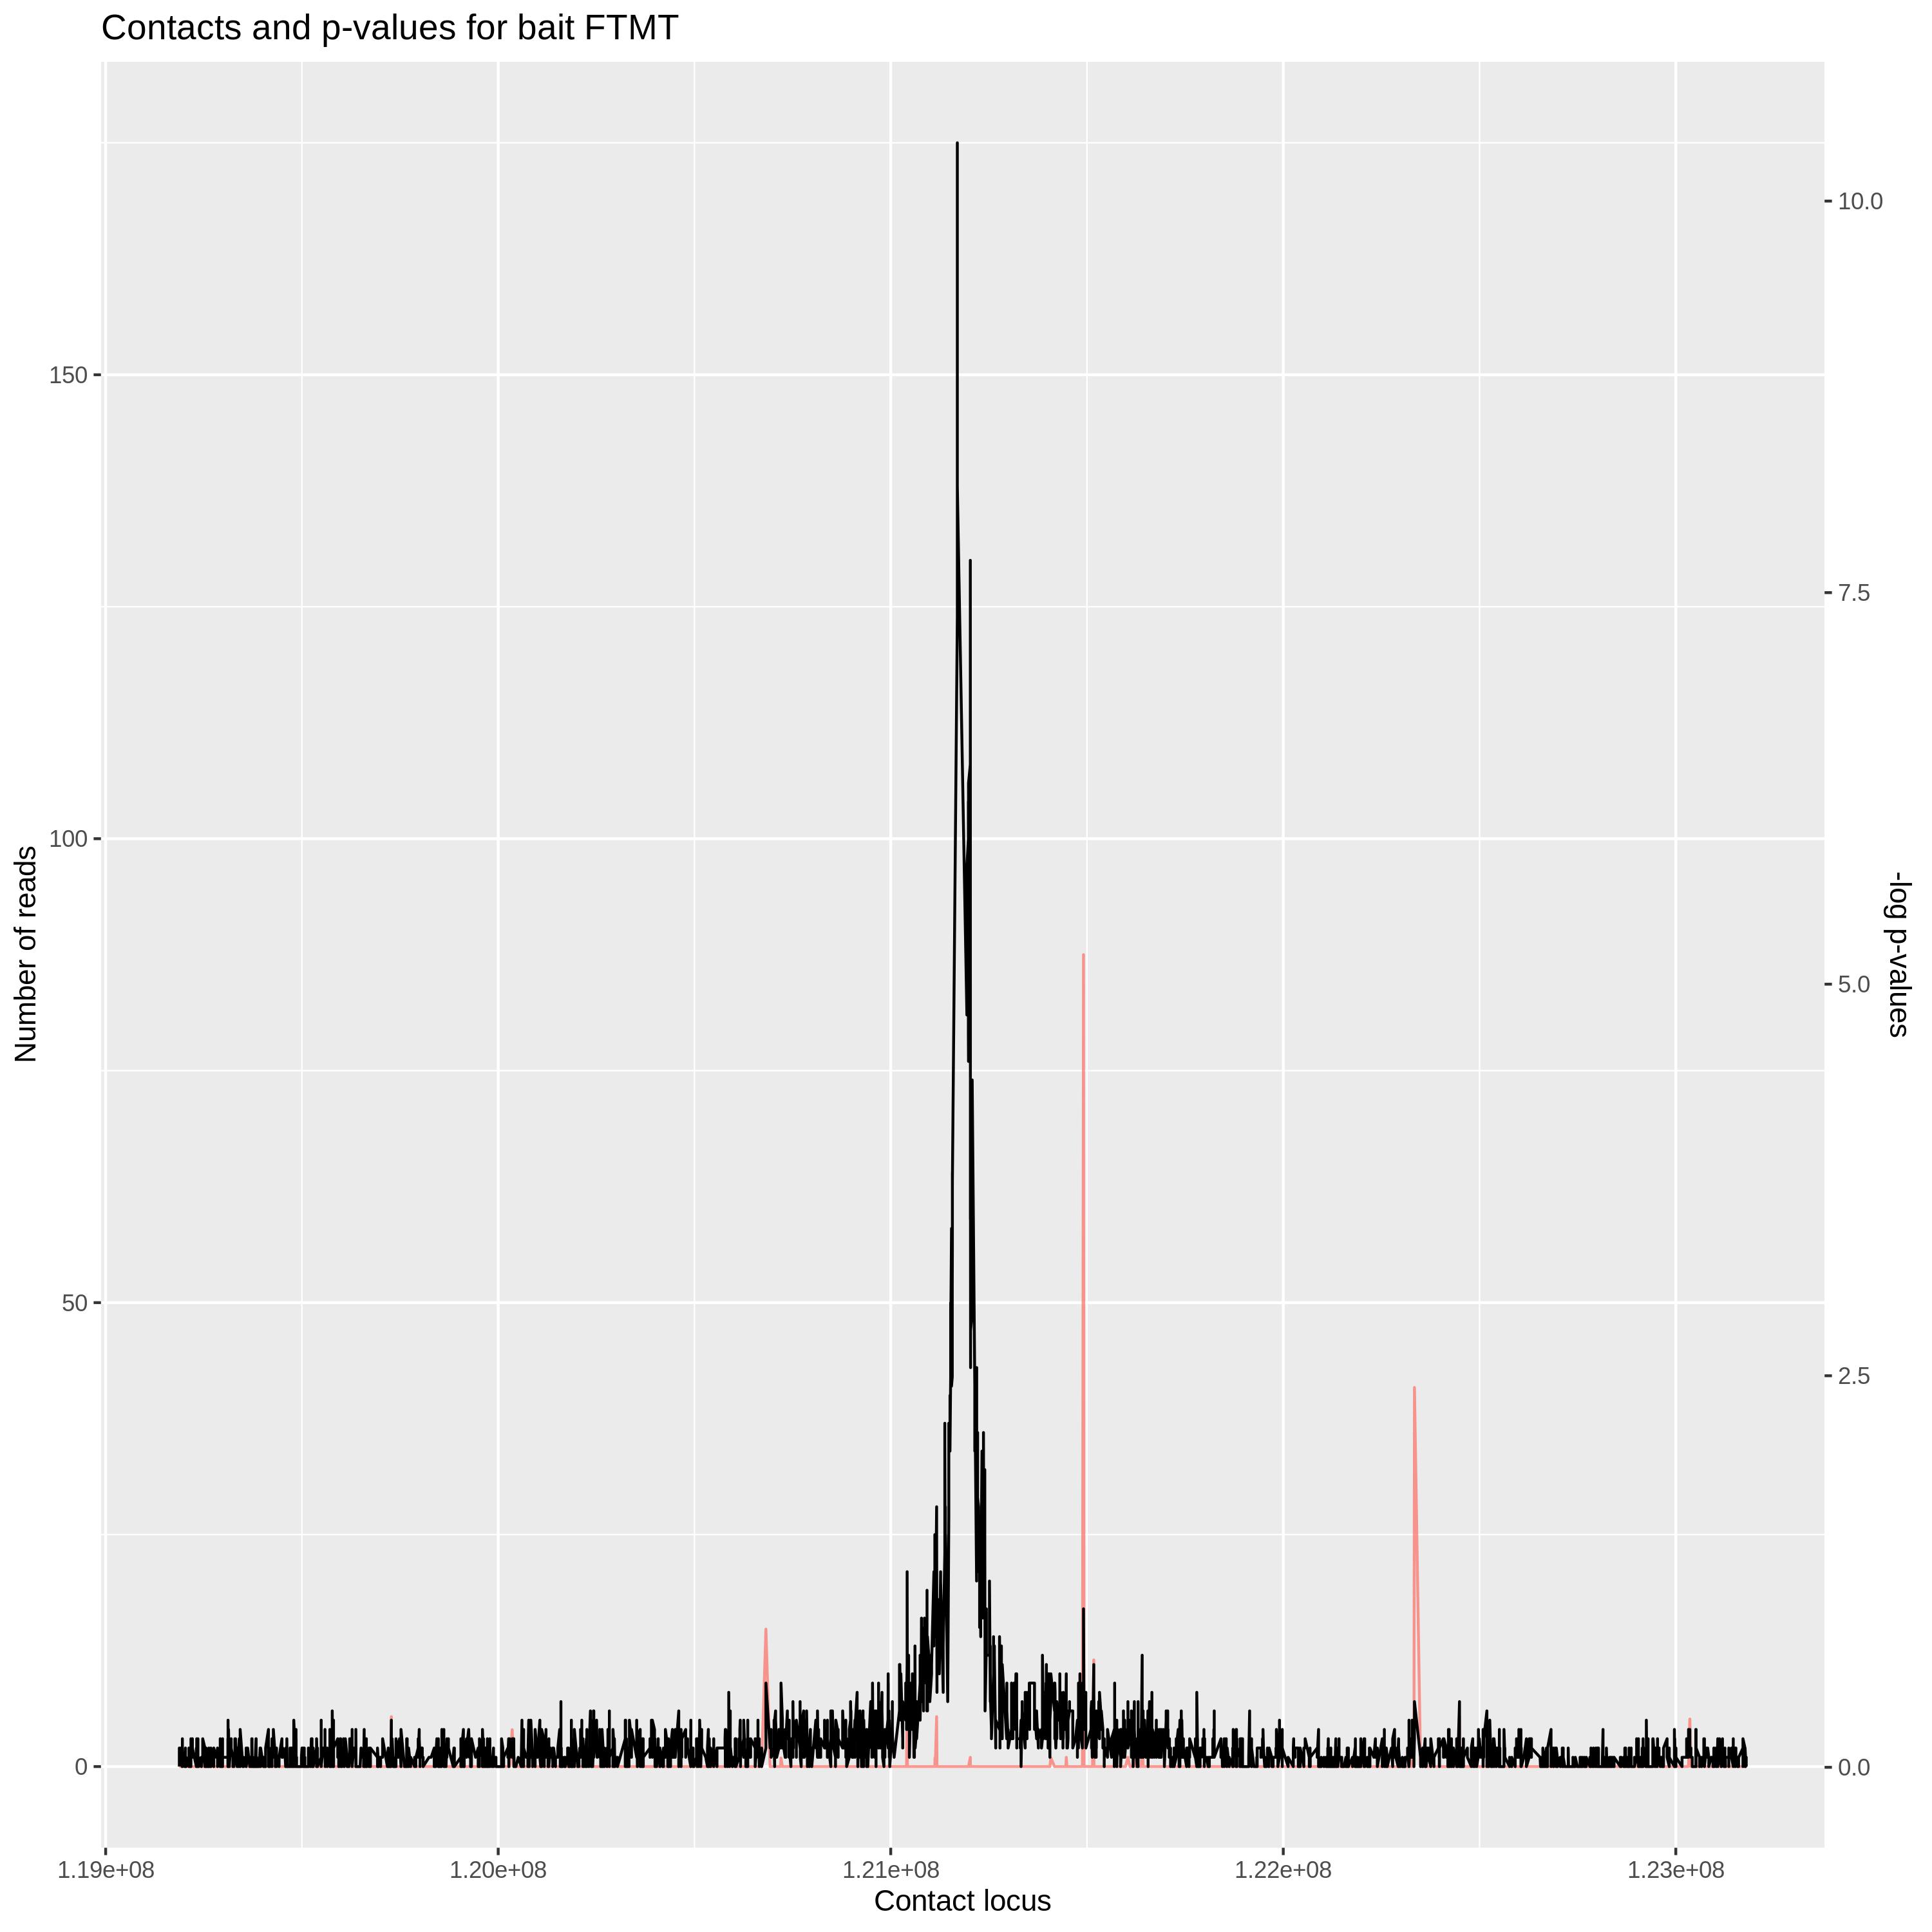 Contacts and p-values for bait FTMT
Number of reads
150
100
50
0
10.0
7.5
5.0
2.5
0.0
-log p-values
1.19e+08
1.20e+08
1.21e+08
1.22e+08
1.23e+08
Contact locus